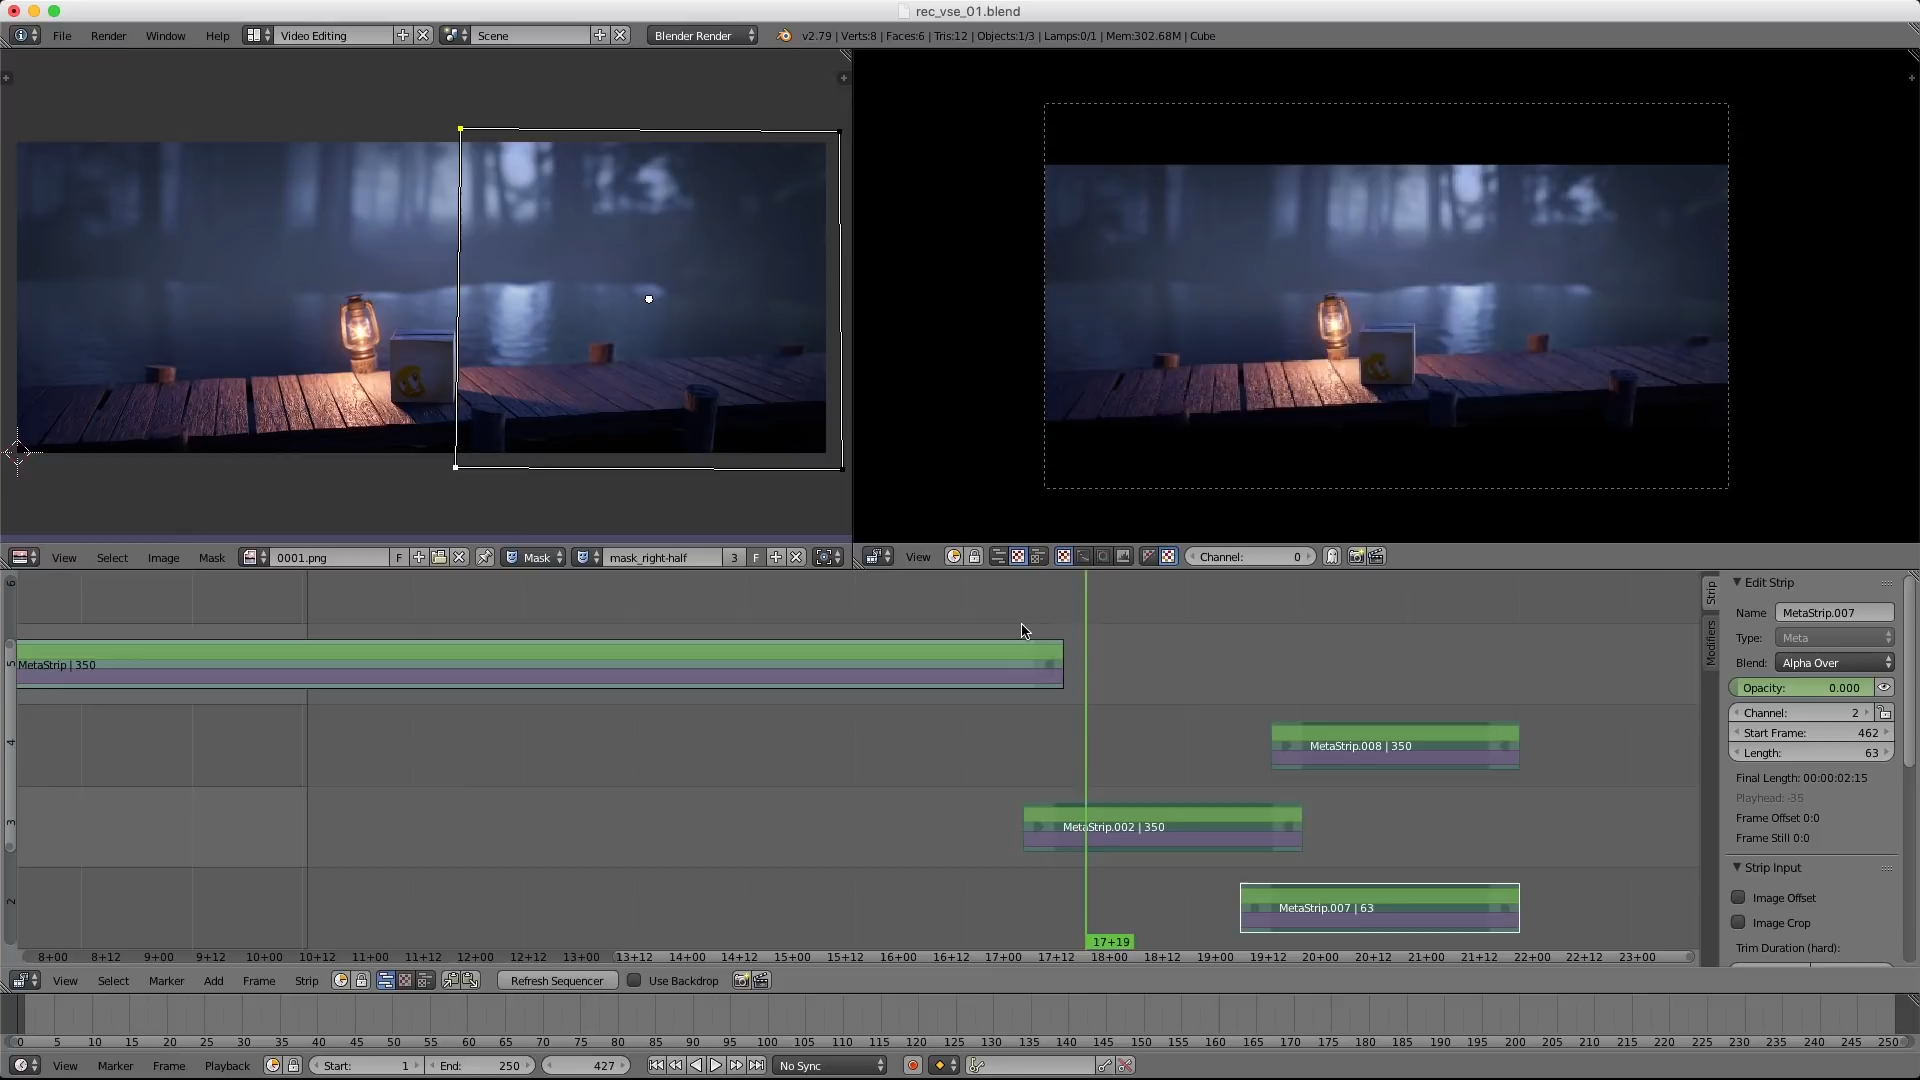 rec_vse_01.blend
File Render Window Help Video Editing Scene Blender Render v2.79 | Verts:8 | Faces:6 | Tris:12 | Objects:1/3 | Lamps:0/1 | Mem:302.68M | Cube
View Select Image Mask 0001.png F Mask mask_right-half 3 F
View Channel: 0
6
5
4
3
2
MetaStrip | 350
MetaStrip.008 | 350
MetaStrip.002 | 350
MetaStrip.007 | 63
17+19
8+00 8+12 9+00 9+12 10+00 10+12 11+00 11+12 12+00 12+12 13+00 13+12 14+00 14+12 15+00 15+12 16+00 16+12 17+00 17+12 18+00 18+12 19+00 19+12 20+00 20+12 21+00 21+12 22+00 22+12 23+00
Strip
Modifiers
Edit Strip
Name MetaStrip.007
Type: Meta
Blend: Alpha Over
Opacity: 0.000
Channel: 2
Start Frame: 462
Length: 63
Final Length: 00:00:02:15
Playhead: -35
Frame Offset 0:0
Frame Still 0:0
Strip Input
Image Offset
Image Crop
Trim Duration (hard):
View Select Marker Add Frame Strip Refresh Sequencer Use Backdrop
0 5 10 15 20 25 30 35 40 45 50 55 60 65 70 75 80 85 90 95 100 105 110 115 120 125 130 135 140 145 150 155 160 165 170 175 180 185 190 195 200 205 210 215 220 225 230 235 240 245 250
View Marker Frame Playback Start: 1 End: 250 427 No Sync